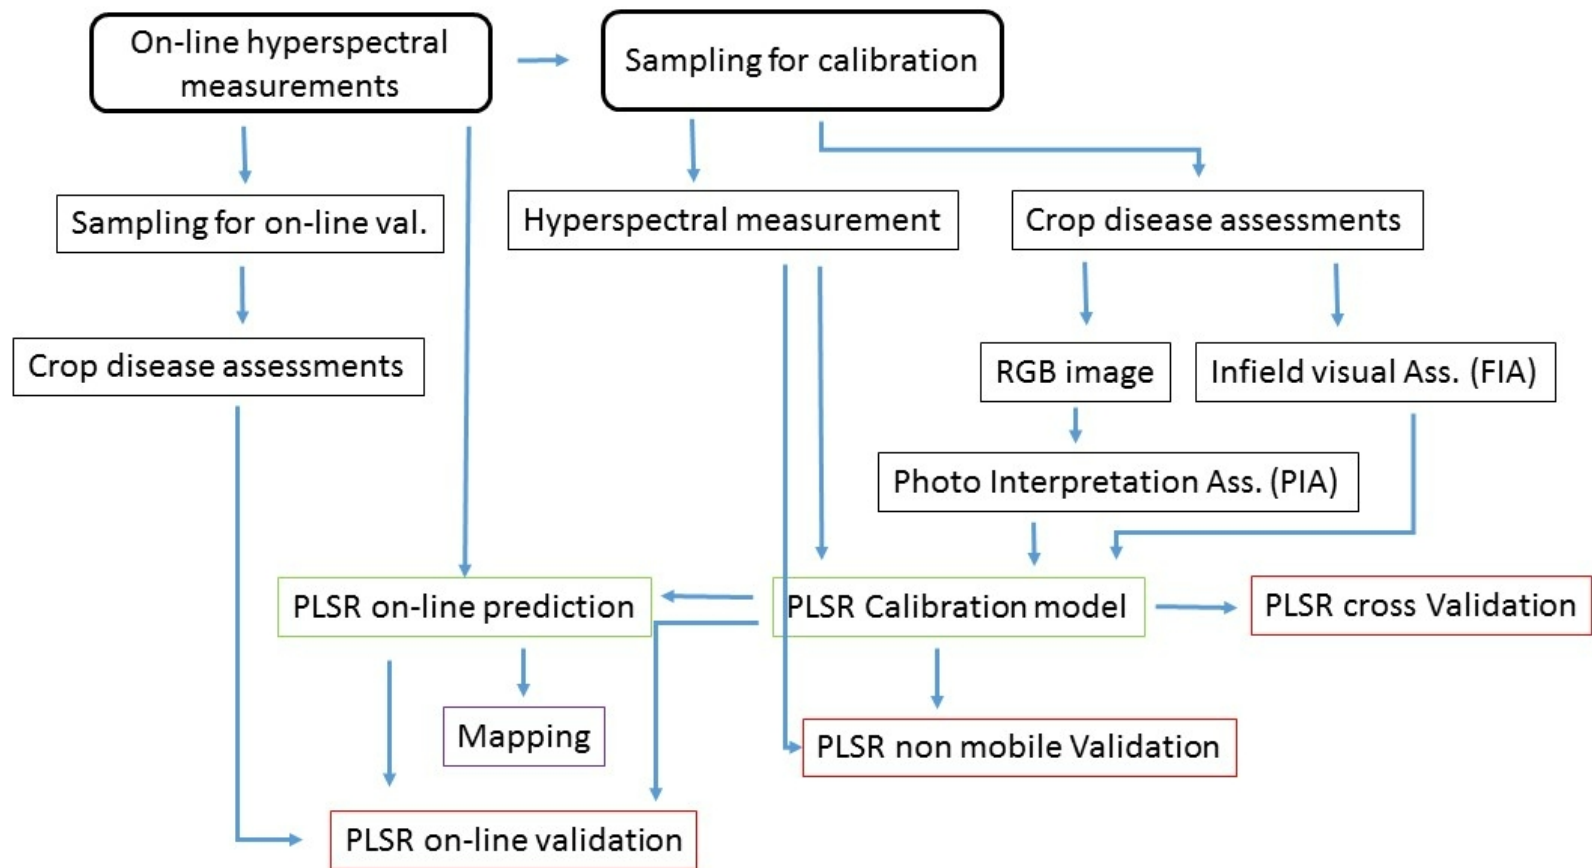 On-line hyperspectral
measurements
Sampling for calibration
Sampling for on-line val.
Hyperspectral measurement
Crop disease assessments
Crop disease assessments
RGB image
Infield visual Ass. (FIA)
Photo Interpretation Ass. (PIA)
PLSR on-line prediction
PLSR Calibration model
PLSR cross Validation
Mapping
PLSR non mobile Validation
PLSR on-line validation